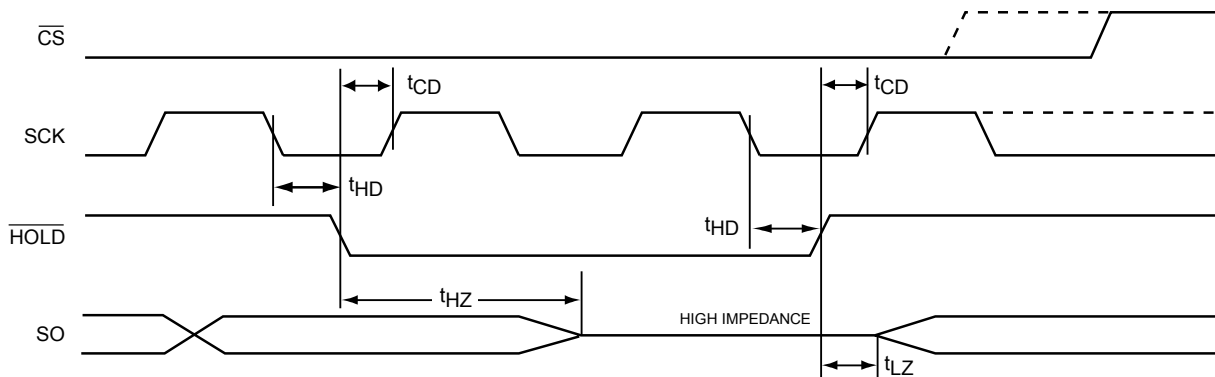 CS
tCD
tCD
SCK
tHD
HOLD
tHD
tHZ
SO
HIGH IMPEDANCE
tLZ